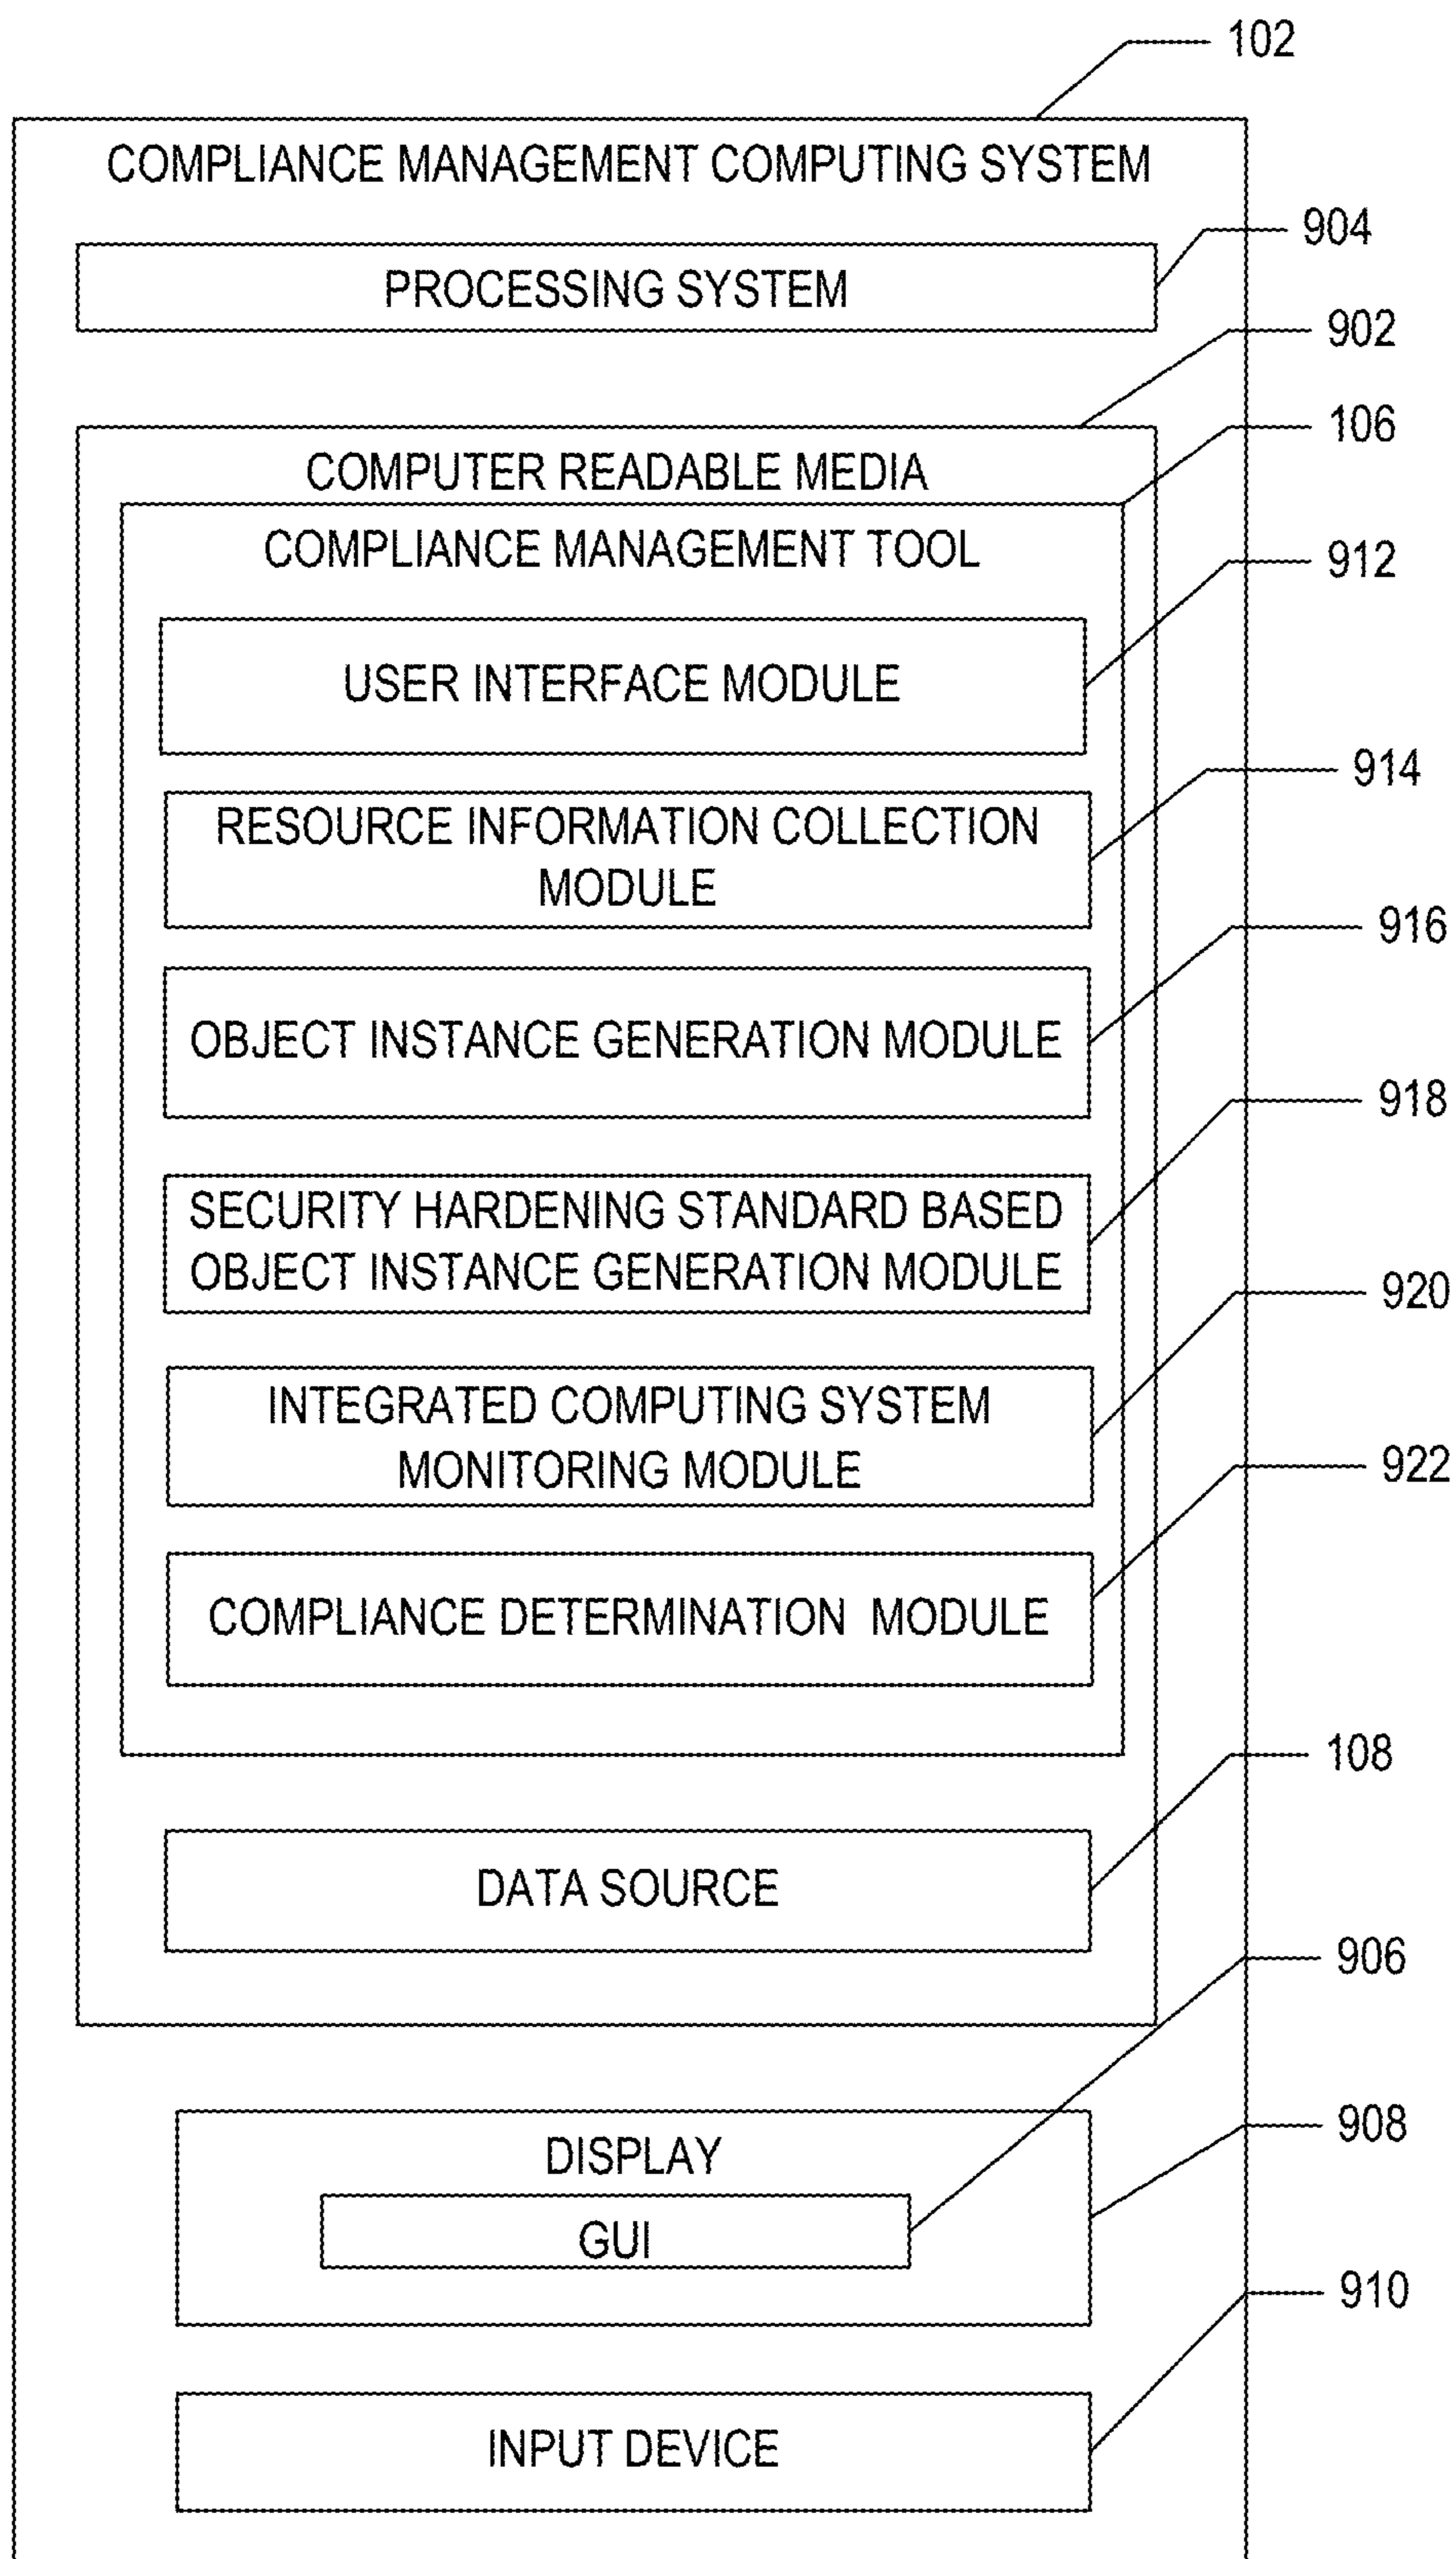 102
COMPLIANCE MANAGEMENT COMPUTING SYSTEM
904
PROCESSING SYSTEM
902
106
COMPUTER READABLE MEDIA
COMPLIANCE MANAGEMENT TOOL
912
USER INTERFACE MODULE
914
RESOURCE INFORMATION COLLECTION
MODULE
916
OBJECT INSTANCE GENERATION MODULE
918
SECURITY HARDENING STANDARD BASED
OBJECT INSTANCE GENERATION MODULE
920
INTEGRATED COMPUTING SYSTEM
MONITORING MODULE
922
COMPLIANCE DETERMINATION MODULE
108
DATA SOURCE
906
908
DISPLAY
GUI
910
INPUT DEVICE